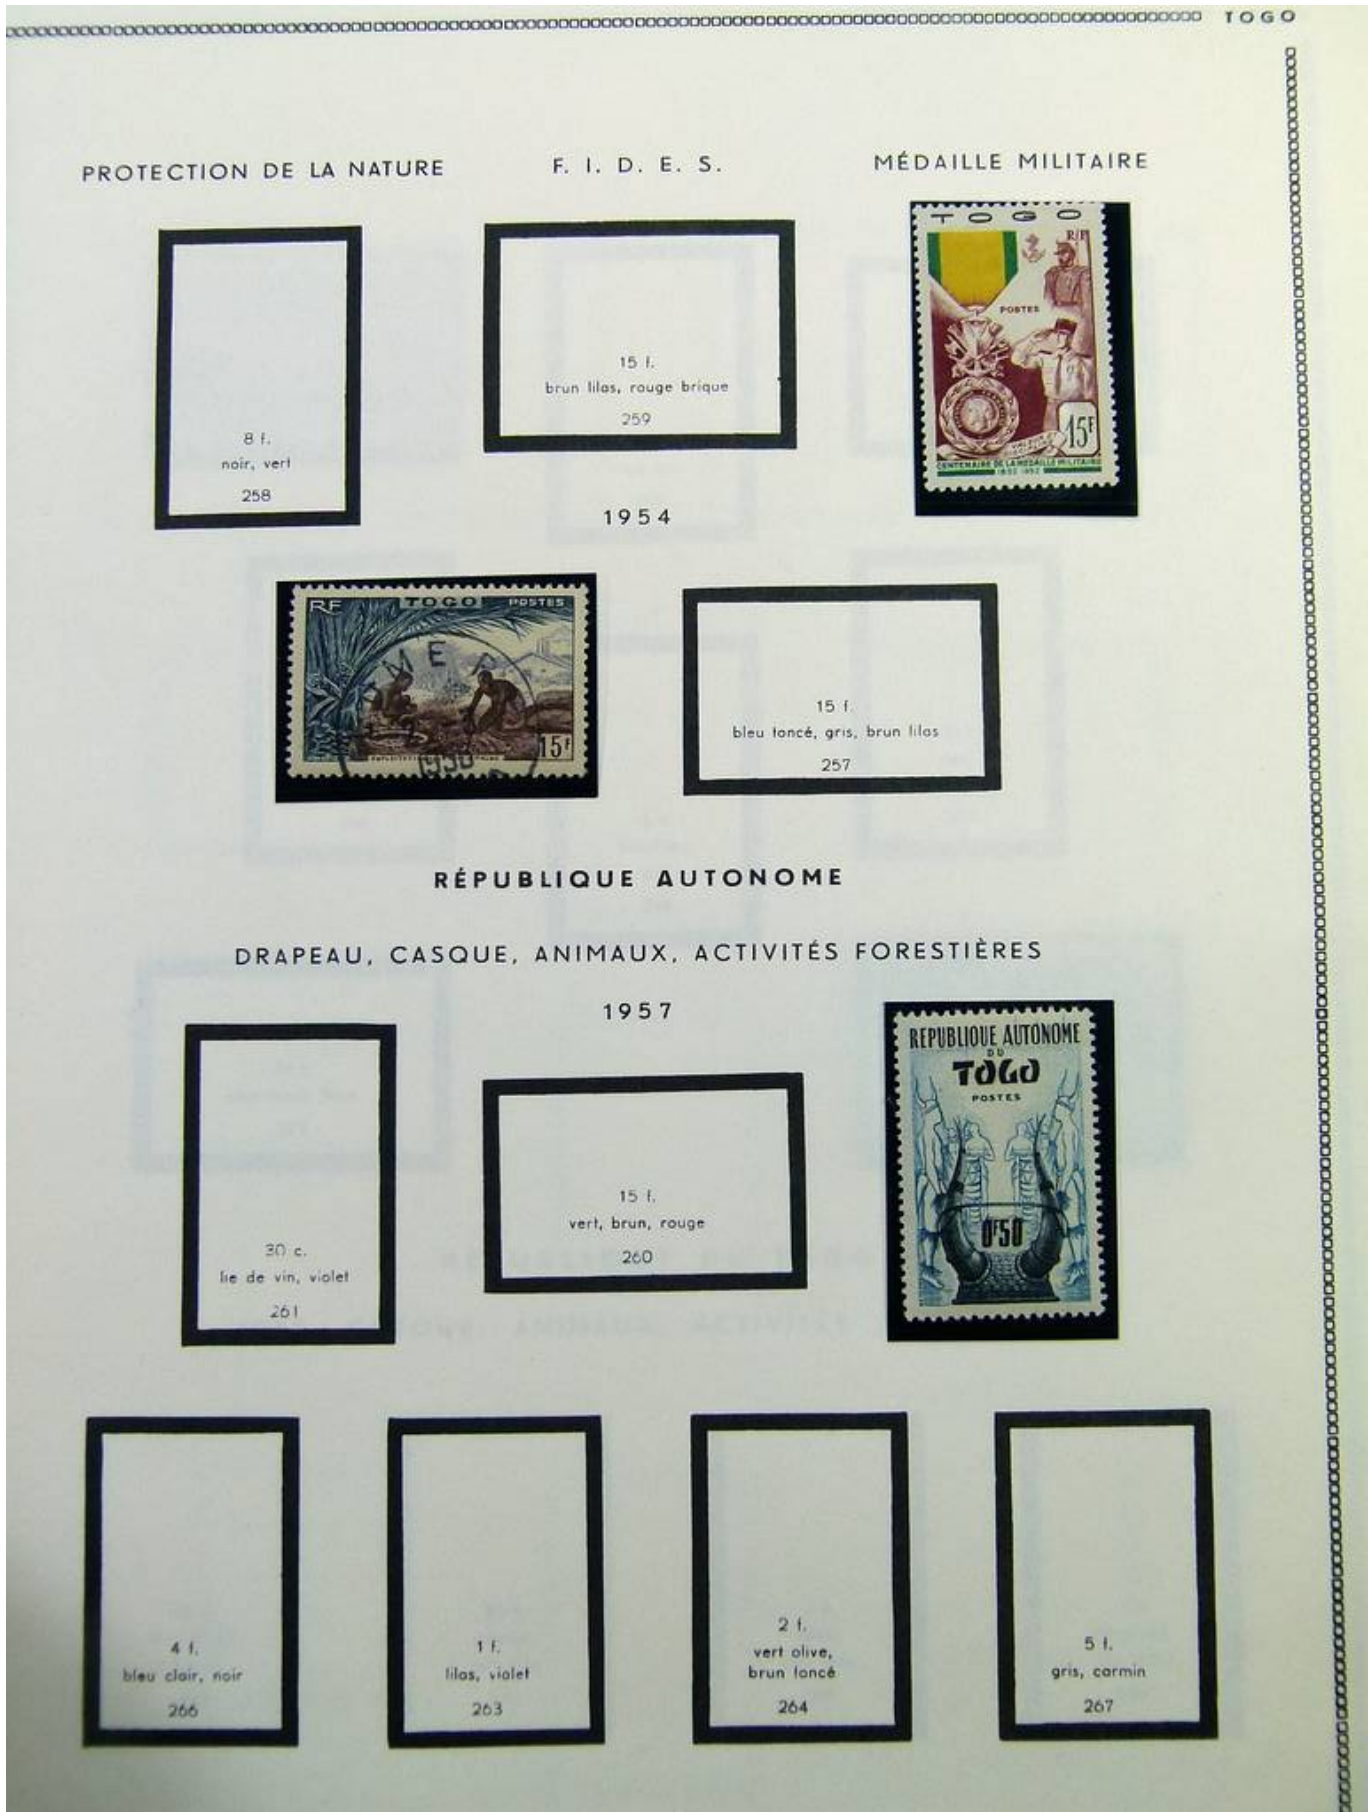 TOGO
PROTECTION DE LA NATURE
F. I. D. E. S.
MÉDAILLE MILITAIRE
8 f.
noir, vert
258
15 f.
brun lilas, rouge brique
259
TOGO
RF
POSTES
15F
CENTENAIRE DE LA MÉDAILLE MILITAIRE
1852 1952
1954
RF
TOGO
POSTES
15F
15 f.
bleu foncé, gris, brun lilas
257
RÉPUBLIQUE AUTONOME
DRAPEAU, CASQUE, ANIMAUX, ACTIVITÉS FORESTIÈRES
1957
30 c.
lie de vin, violet
261
15 f.
vert, brun, rouge
260
REPUBLIQUE AUTONOME
DU
TOGO
POSTES
0F50
4 f.
bleu clair, noir
266
1 f.
lilas, violet
263
2 f.
vert olive,
brun foncé
264
5 f.
gris, carmin
267